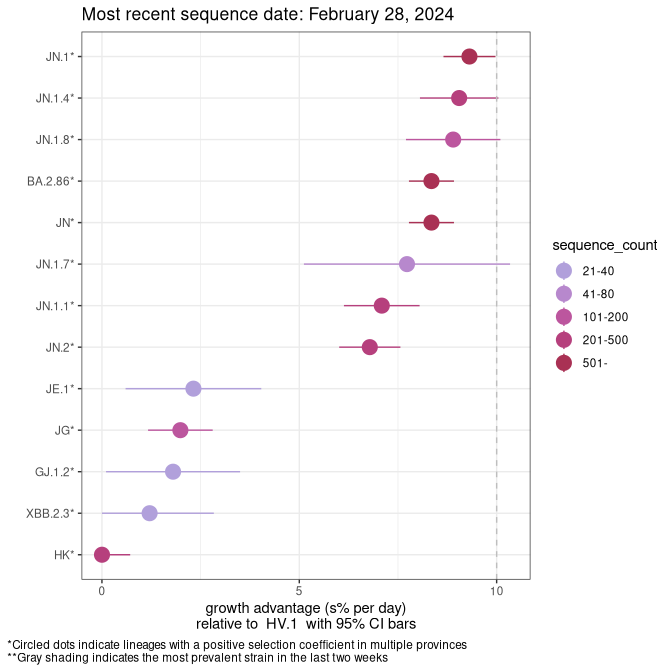 Most recent sequence date: February 28, 2024
JN.1*
JN.1.4*
JN.1.8*
BA.2.86*
JN*
JN.1.7*
JN.1.1*
JN.2*
JE.1*
JG*
GJ.1.2*
XBB.2.3*
HK*
0 5 10
growth advantage (s% per day)
relative to HV.1 with 95% CI bars
sequence_count
21-40
41-80
101-200
201-500
501-
*Circled dots indicate lineages with a positive selection coefficient in multiple provinces
**Gray shading indicates the most prevalent strain in the last two weeks